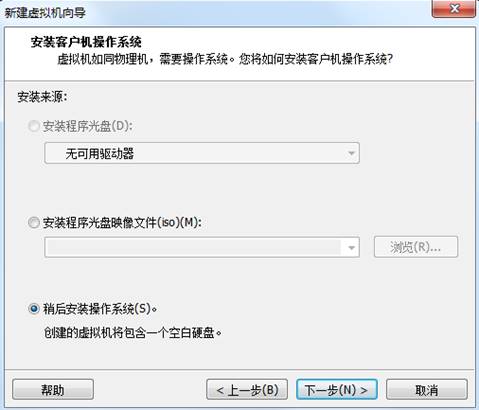 新建虚拟机向导
安装客户机操作系统
虚拟机如同物理机，需要操作系统。您将如何安装客户机操作系统?
安装来源:
安装程序光盘(D):
无可用驱动器
安装程序光盘映像文件(iso)(M):
浏览(R)...
稍后安装操作系统(S)。
创建的虚拟机将包含一个空白硬盘。
帮助
< 上一步(B)
下一步(N) >
取消